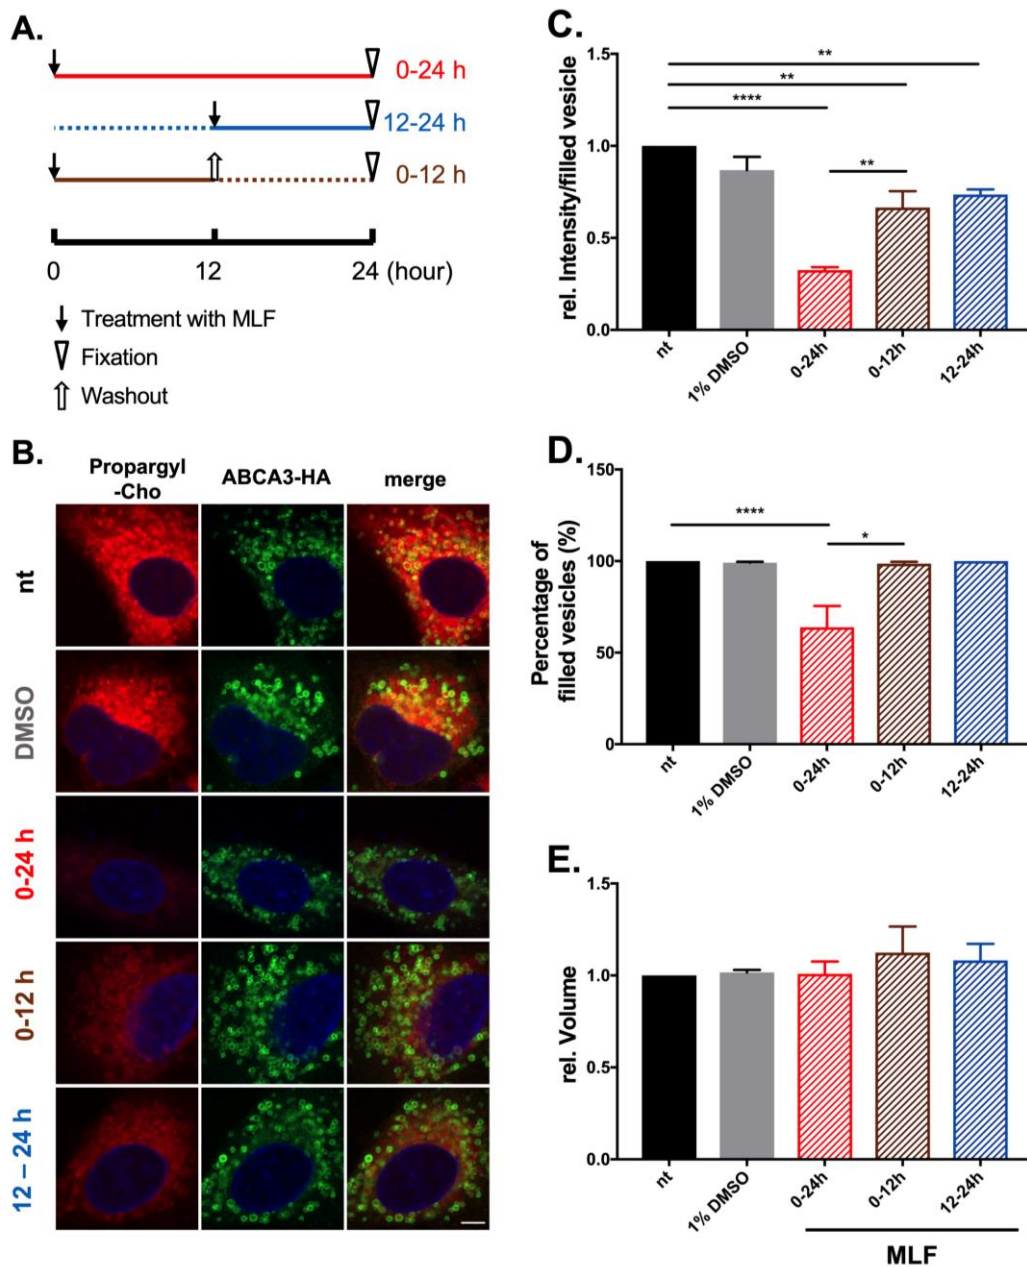 A.
0-24 h
12-24 h
0-12 h
0 12 24 (hour)
Treatment with MLF
Fixation
Washout
B.
Propargyl
-Cho
ABCA3-HA
merge
nt
DMSO
0-24 h
0-12 h
12 – 24 h
C.
rel. Intensity/filled vesicle
1.5
1.0
0.5
0.0
**
**
****
**
nt
1% DMSO
0-24h
0-12h
12-24h
D.
Percentage of
filled vesicles (%)
150
100
50
0
****
*
nt
1% DMSO
0-24h
0-12h
12-24h
E.
rel. Volume
1.5
1.0
0.5
0.0
nt
1% DMSO
0-24h
0-12h
12-24h
MLF